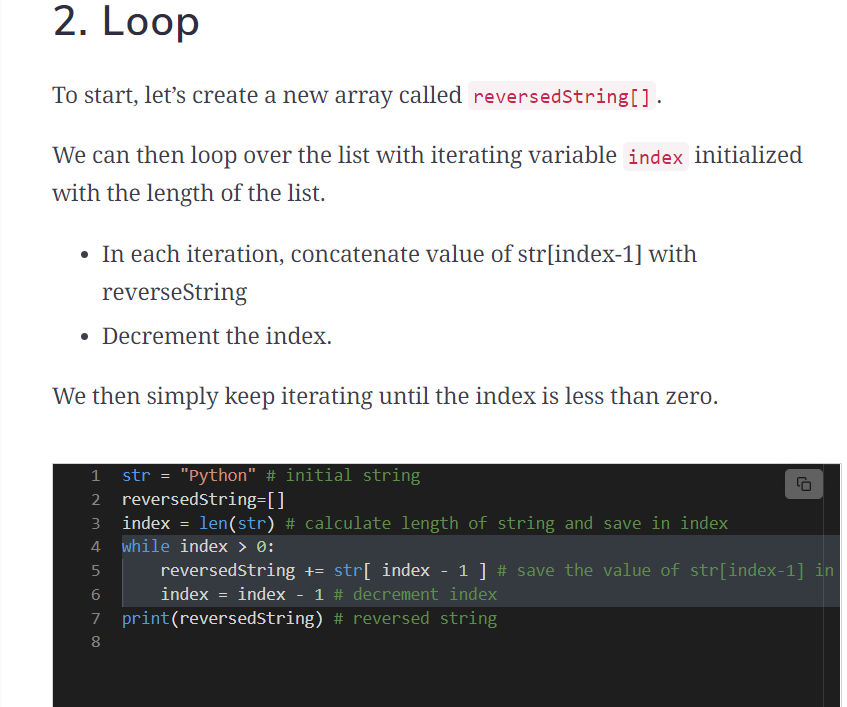 2. Loop
To start, let’s create a new array called reversedString[].
We can then loop over the list with iterating variable index initialized
with the length of the list.
• In each iteration, concatenate value of str[index-1] with
reverseString
• Decrement the index.
We then simply keep iterating until the index is less than zero.
1 str = "Python" # initial string
2 reversedString=[]
3 index = len(str) # calculate length of string and save in index
4 while index > 0:
5     reversedString += str[ index - 1 ] # save the value of str[index-1] in
6     index = index - 1 # decrement index
7 print(reversedString) # reversed string
8